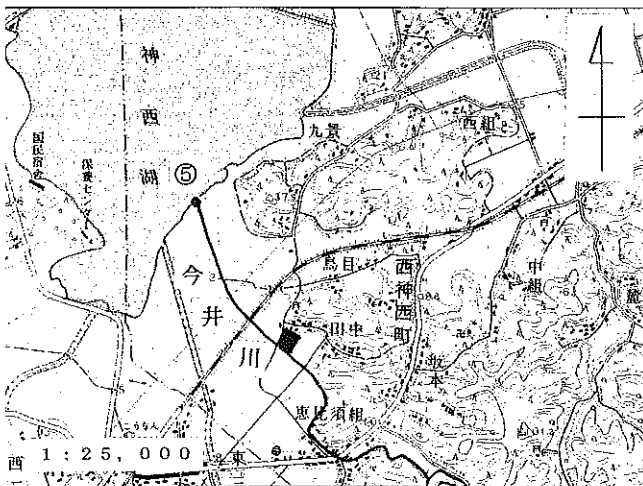 神西湖
国民宿舎
保養センター
⑤
九景
西組
今井川
島目
西神西町
中組
田中
坂本
恵比須組
東
西
1:25,000